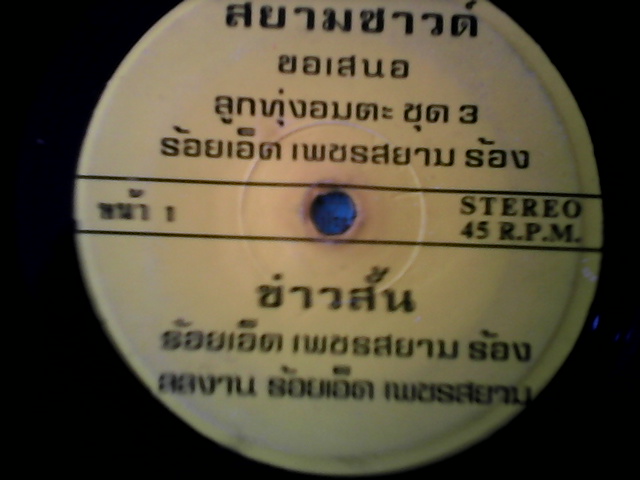 สยามซาวด์
ขอเสนอ
ลูกทุ่งอมตะ ชุด 3
ร้อยเอ็ด เพชรสยาม ร้อง
หน้า 1
STEREO
45 R.P.M.
ข่าวสั้น
ร้อยเอ็ด เพชรสยาม ร้อง
ผลงาน ร้อยเอ็ด เพชรสยาม